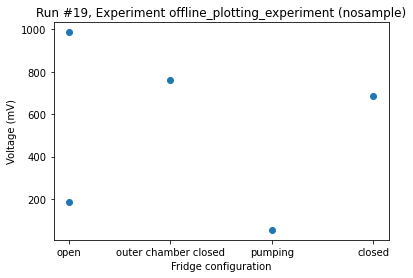 Run #19, Experiment offline_plotting_experiment (nosample)
1000
800
600
400
200
Voltage (mV)
open
outer chamber closed
pumping
closed
Fridge configuration